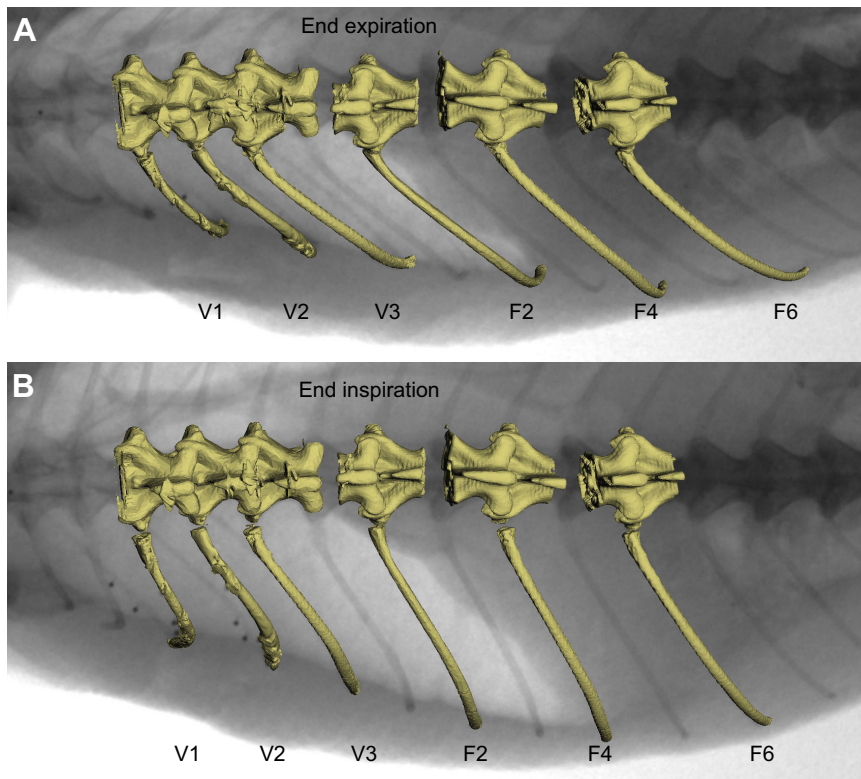 A
End expiration
V1 V2 V3 F2 F4 F6
B
End inspiration
V1 V2 V3 F2 F4 F6